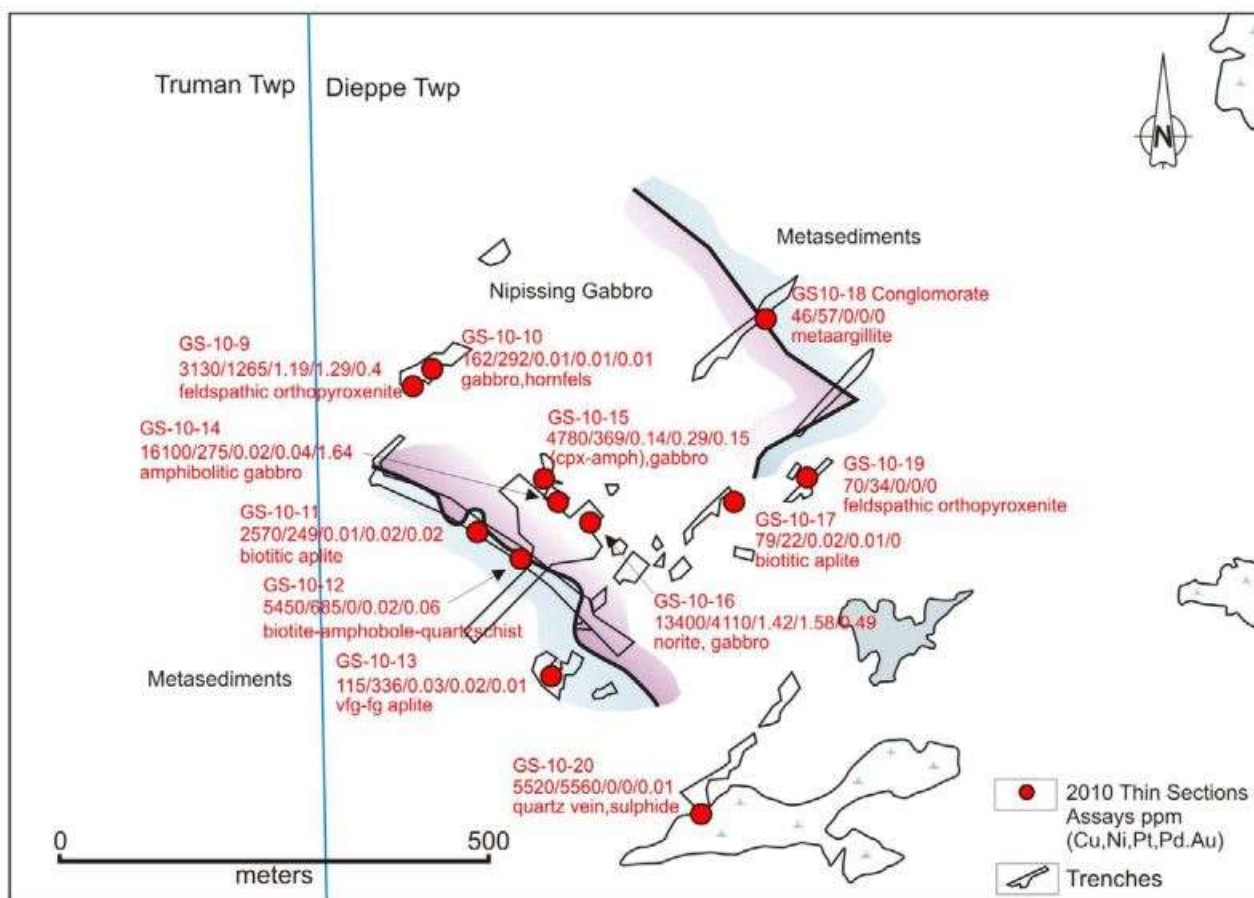 Truman Twp
Dieppe Twp
N
Metasediments
Nipissing Gabbro
GS10-18 Conglomorate
46/57/0/0/0
metaargillite
GS-10-10
162/292/0.01/0.01/0.01
gabbro,hornfels
GS-10-9
3130/1265/1.19/1.29/0.4
feldspathic orthopyroxenite
GS-10-14
16100/275/0.02/0.04/1.64
amphibolitic gabbro
GS-10-15
4780/369/0.14/0.29/0.15
(cpx-amph),gabbro
GS-10-19
70/34/0/0/0
feldspathic orthopyroxenite
GS-10-11
2570/249/0.01/0.02/0.02
biotitic aplite
GS-10-17
79/22/0.02/0.01/0
biotitic aplite
GS-10-12
5450/685/0/0.02/0.06
biotite-amphobole-quartzschist
GS-10-16
13400/4110/1.42/1.58/0.49
norite, gabbro
GS-10-13
115/336/0.03/0.02/0.01
vfg-fg aplite
Metasediments
GS-10-20
5520/5560/0/0/0.01
quartz vein,sulphide
0
500
meters
2010 Thin Sections
Assays ppm
(Cu,Ni,Pt,Pd.Au)
Trenches